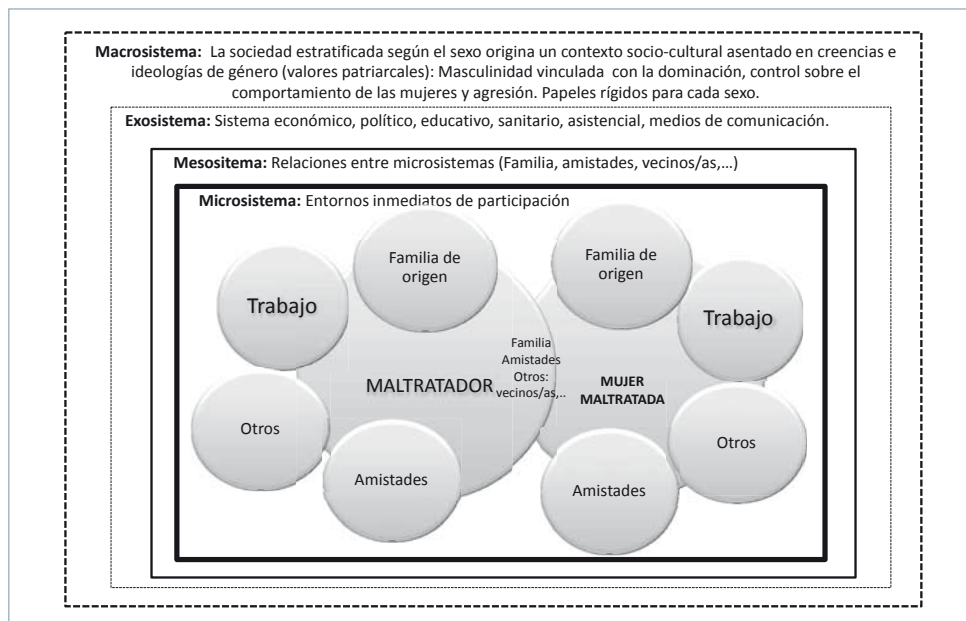 Macrosistema: La sociedad estratificada según el sexo origina un contexto socio-cultural asentado en creencias e
ideologías de género (valores patriarcales): Masculinidad vinculada con la dominación, control sobre el
comportamiento de las mujeres y agresión. Papeles rígidos para cada sexo.
Exosistema: Sistema económico, político, educativo, sanitario, asistencial, medios de comunicación.
Mesositema: Relaciones entre microsistemas (Familia, amistades, vecinos/as,...)
Microsistema: Entornos inmediatos de participación
Familia de
origen
Familia de
origen
Trabajo
Trabajo
Familia
Amistades
Otros:
vecinos/as,..
MALTRATADOR
MUJER
MALTRATADA
Otros
Otros
Amistades
Amistades